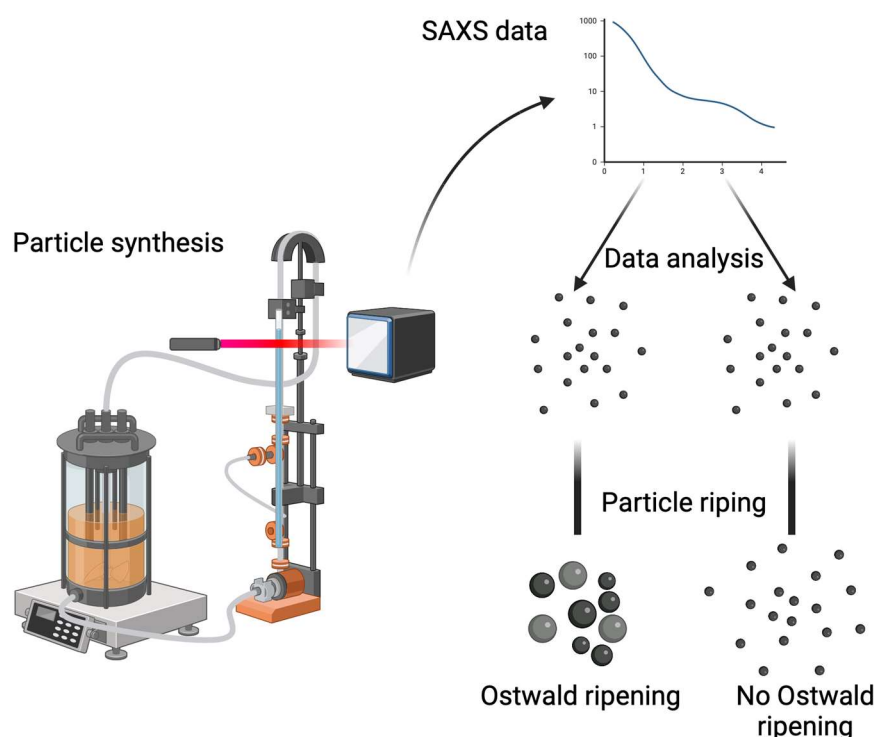 SAXS data
1000
100
10
1
0
0 1 2 3 4
Particle synthesis
Data analysis
Particle riping
Ostwald ripening
No Ostwald
ripening